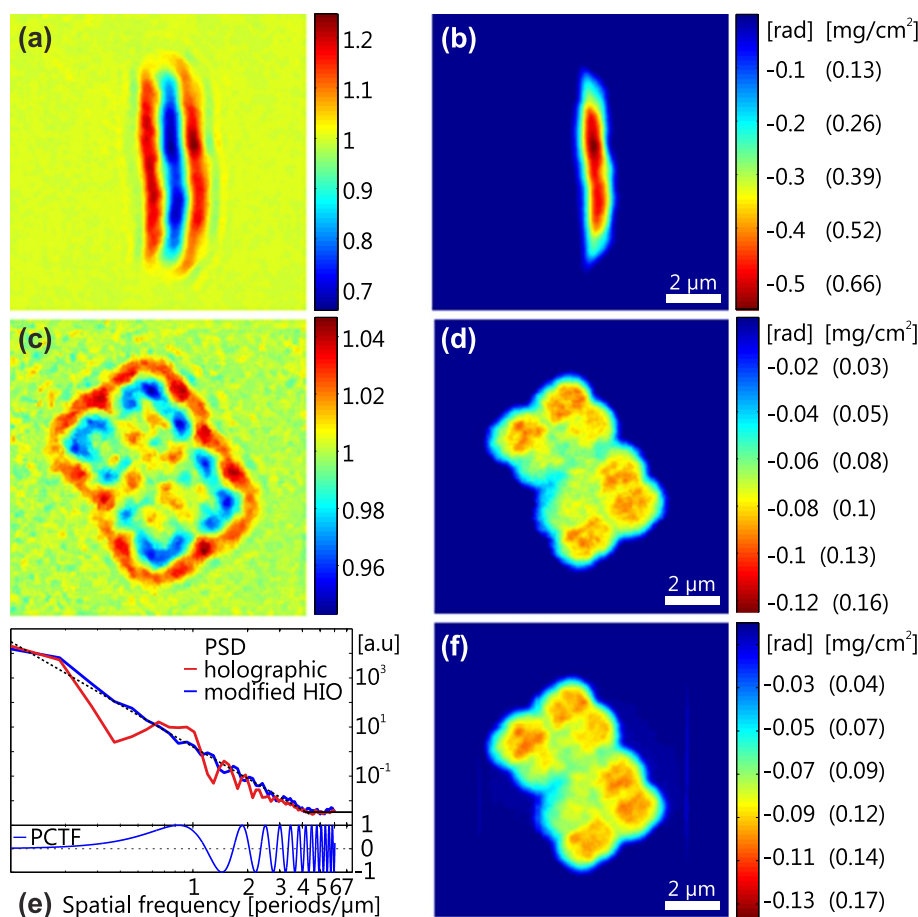 (a)
1.2
1.1
1
0.9
0.8
0.7
(b)
2 µm
[rad] [mg/cm²]
-0.1 (0.13)
-0.2 (0.26)
-0.3 (0.39)
-0.4 (0.52)
-0.5 (0.66)
(c)
1.04
1.02
1
0.98
0.96
(d)
2 µm
[rad] [mg/cm²]
-0.02 (0.03)
-0.04 (0.05)
-0.06 (0.08)
-0.08 (0.1)
-0.1 (0.13)
-0.12 (0.16)
PSD
holographic
modified HIO
[a.u]
10³
10¹
10⁻¹
PCTF
1
0
-1
1 2 3 4 5 6 7
(e) Spatial frequency [periods/µm]
(f)
2 µm
[rad] [mg/cm²]
-0.03 (0.04)
-0.05 (0.07)
-0.07 (0.09)
-0.09 (0.12)
-0.11 (0.14)
-0.13 (0.17)